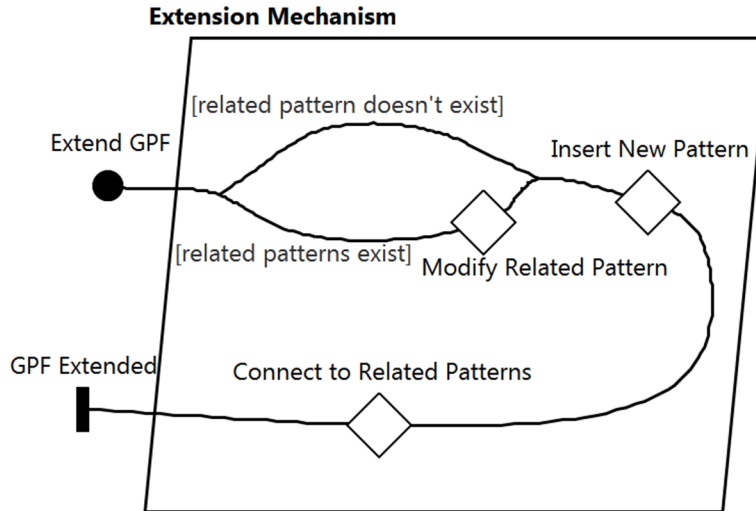 Extension Mechanism
[related pattern doesn't exist]
Extend GPF
Insert New Pattern
[related patterns exist]
Modify Related Pattern
GPF Extended
Connect to Related Patterns